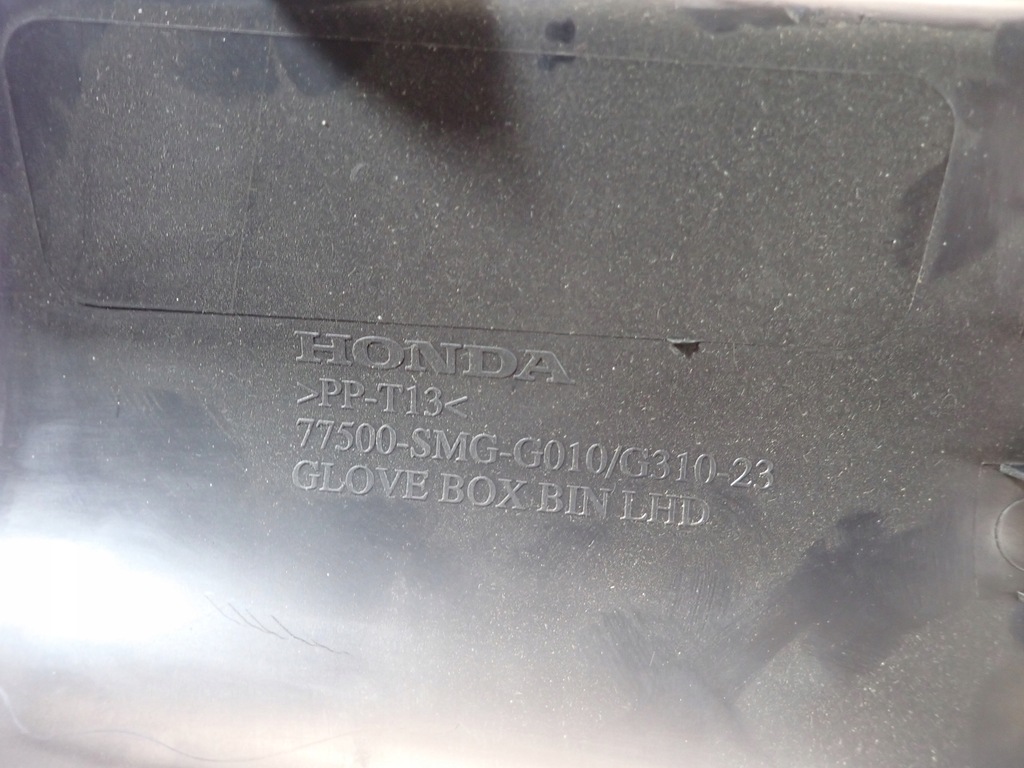 HONDA
>PP-T13<
77500-SMG-G010/G310-23
GLOVE BOX BIN LHD